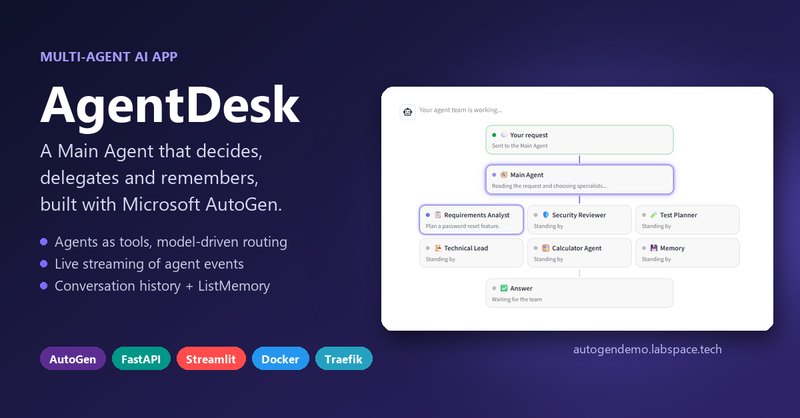 MULTI-AGENT AI APP
AgentDesk
A Main Agent that decides,
delegates and remembers,
built with Microsoft AutoGen.
Agents as tools, model-driven routing
Live streaming of agent events
Conversation history + ListMemory
AutoGen
FastAPI
Streamlit
Docker
Traefik
Your agent team is working...
Your request
Sent to the Main Agent
Main Agent
Reading the request and choosing specialists...
Requirements Analyst
Plan a password reset feature.
Security Reviewer
Standing by
Test Planner
Standing by
Technical Lead
Standing by
Calculator Agent
Standing by
Memory
Standing by
Answer
Waiting for the team
autogendemo.labspace.tech